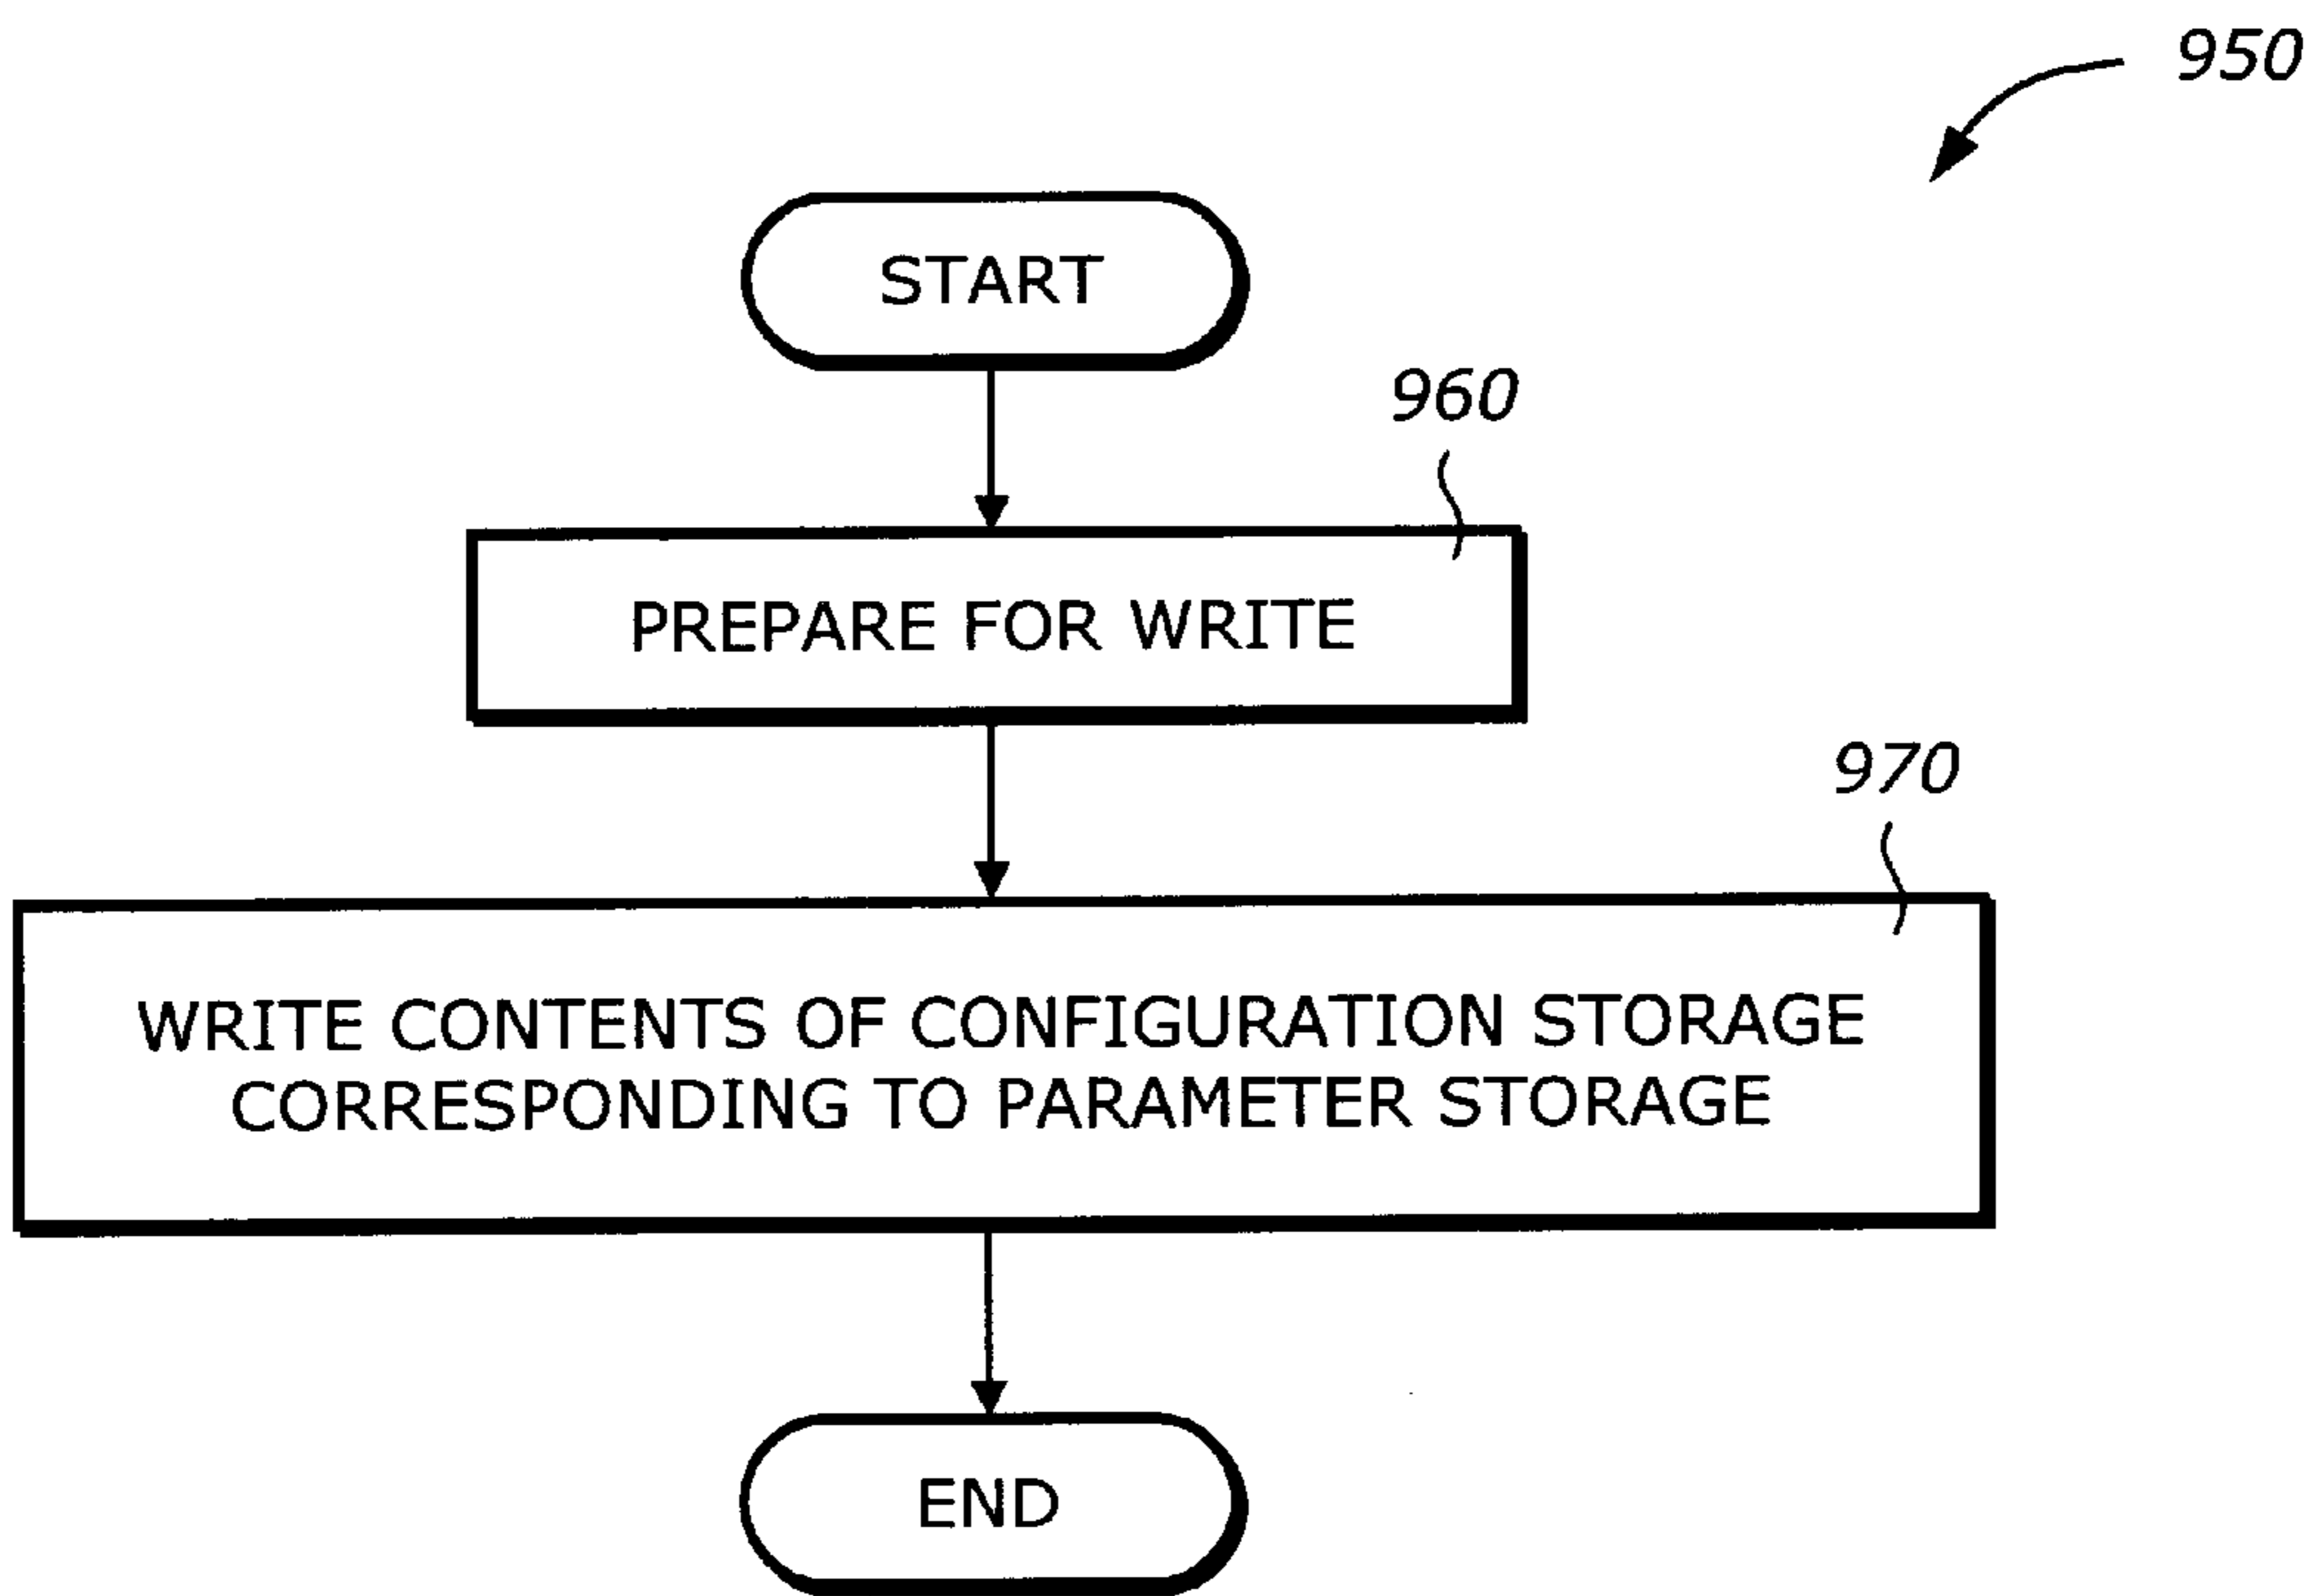 950
START
960
PREPARE FOR WRITE
970
WRITE CONTENTS OF CONFIGURATION STORAGE
CORRESPONDING TO PARAMETER STORAGE
END